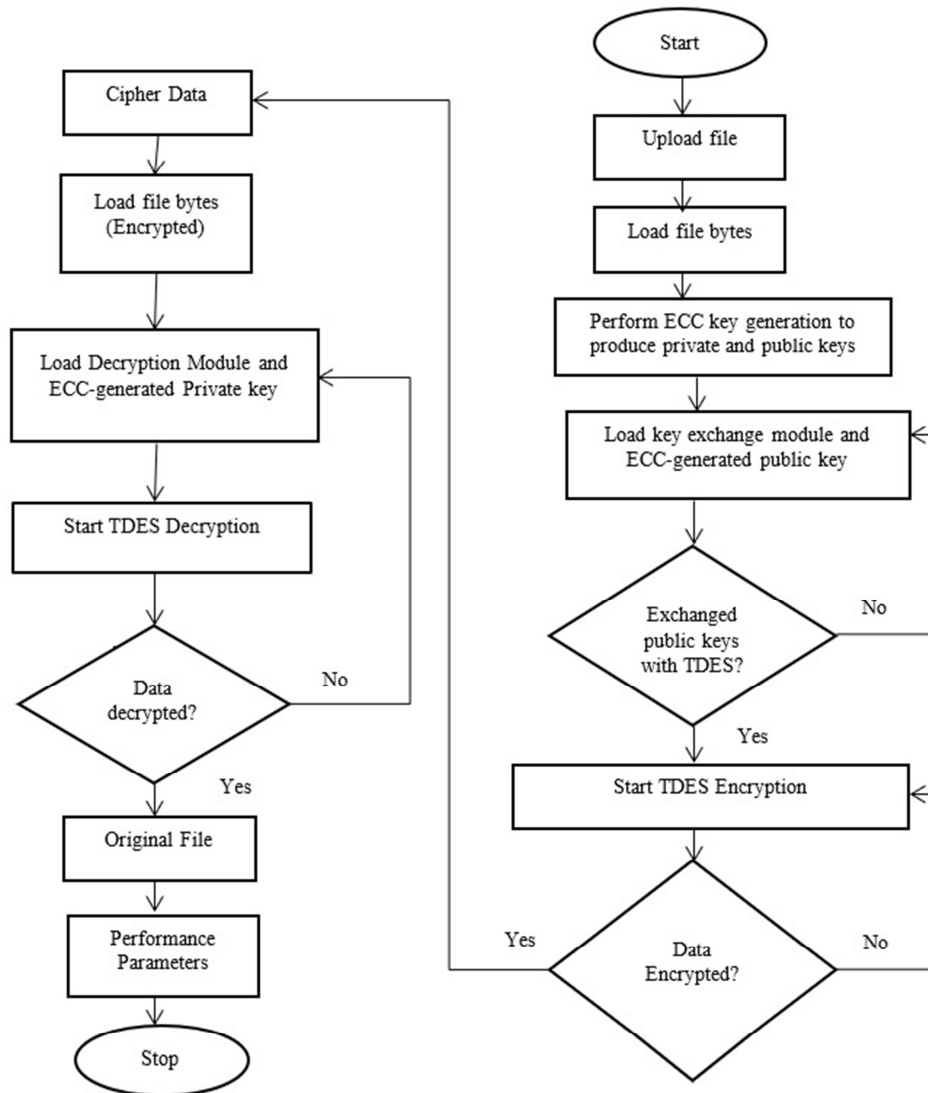 Start
Upload file
Load file bytes
Perform ECC key generation to
produce private and public keys
Load key exchange module and
ECC-generated public key
Exchanged
public keys
with TDES?
No
Yes
Start TDES Encryption
Data
Encrypted?
No
Yes
Cipher Data
Load file bytes
(Encrypted)
Load Decryption Module and
ECC-generated Private key
Start TDES Decryption
Data
decrypted?
No
Yes
Original File
Performance
Parameters
Stop